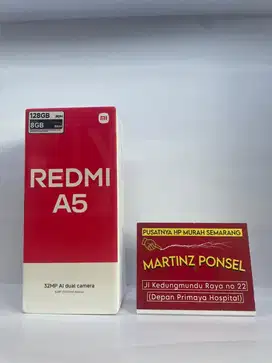 128GB
8GB
REDMI
A5
32MP AI dual camera
PUSATNYA HP MURAH SEMARANG
MARTINZ PONSEL
Jl Kedungmundu Raya no 22
(Depan Primaya Hospital)